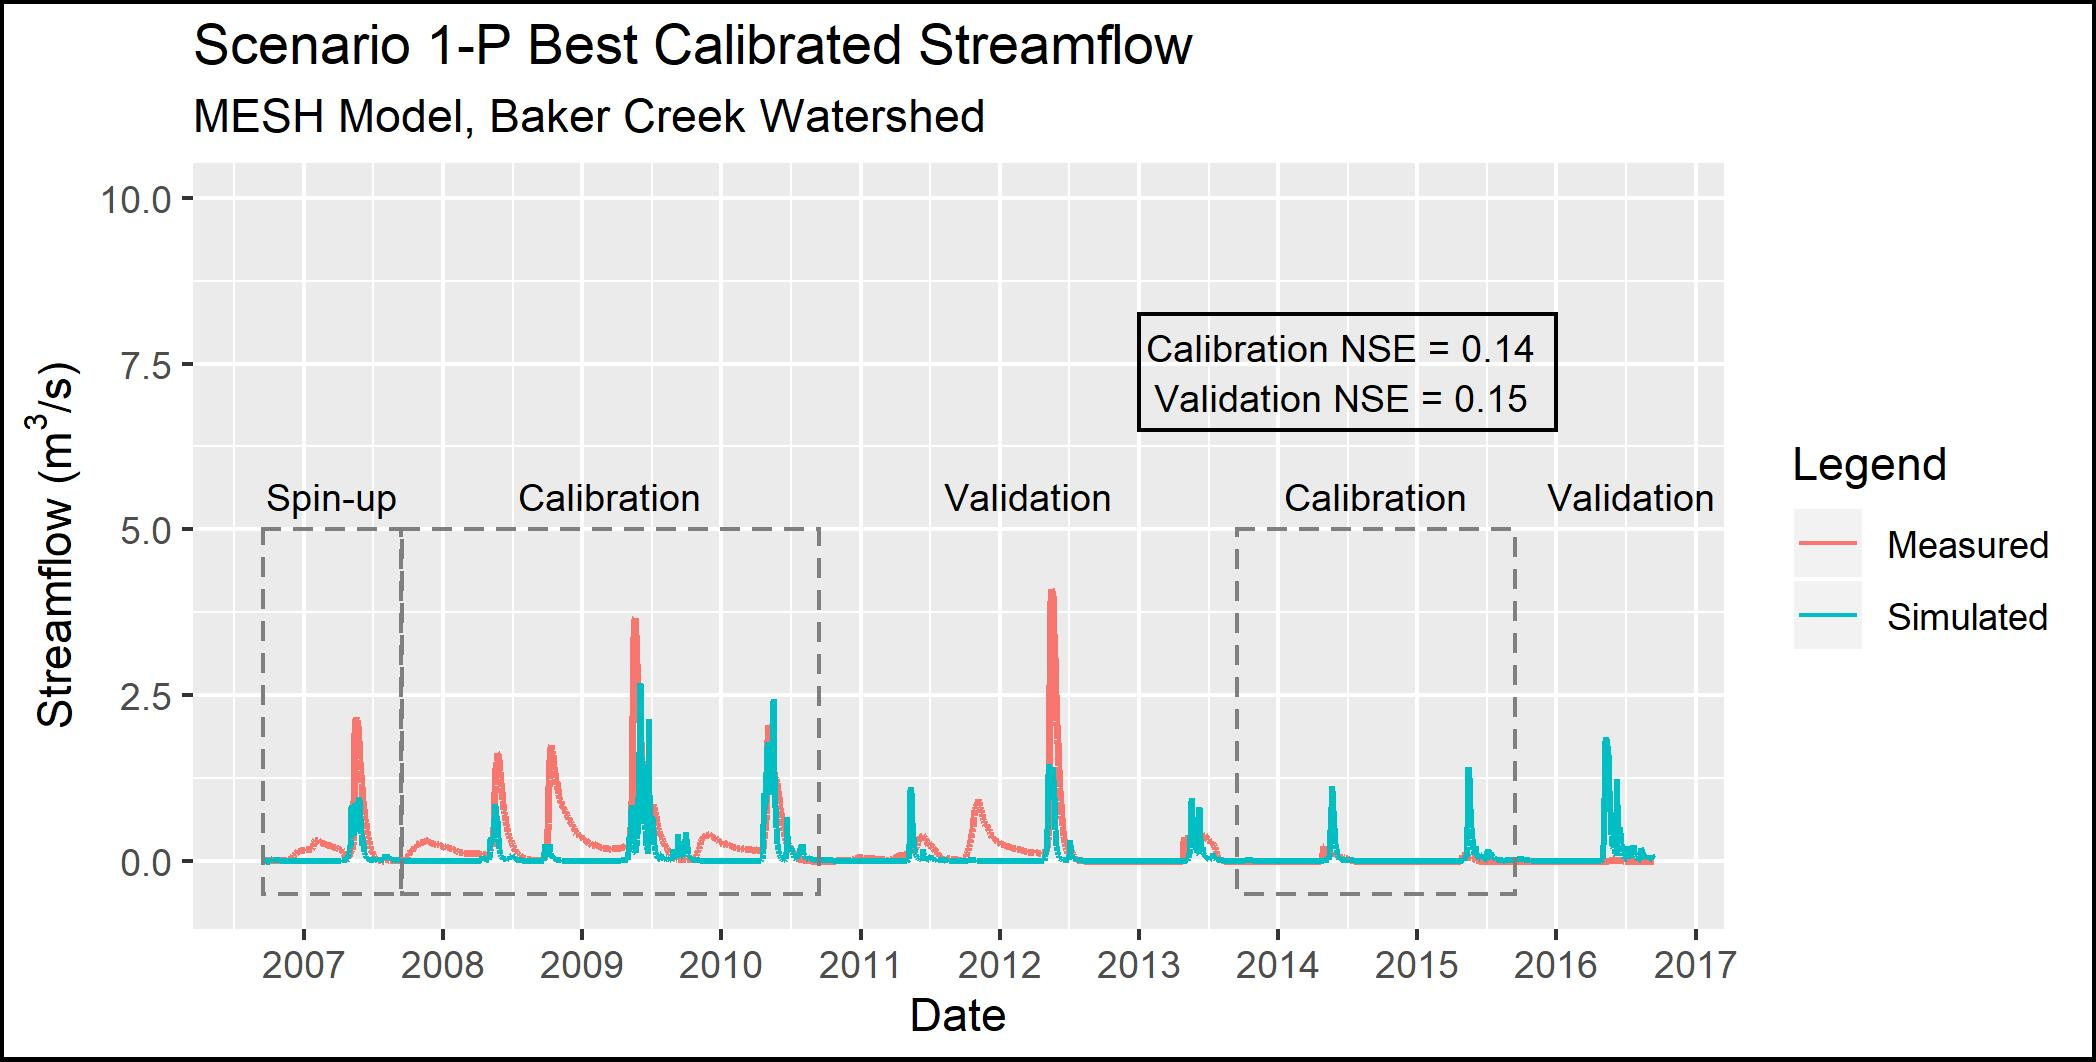 Scenario 1-P Best Calibrated Streamflow
MESH Model, Baker Creek Watershed
Streamflow (m³/s)
10.0
7.5
5.0
2.5
0.0
Calibration NSE = 0.14
Validation NSE = 0.15
Spin-up Calibration Validation Calibration Validation
2007 2008 2009 2010 2011 2012 2013 2014 2015 2016 2017
Date
Legend
Measured
Simulated